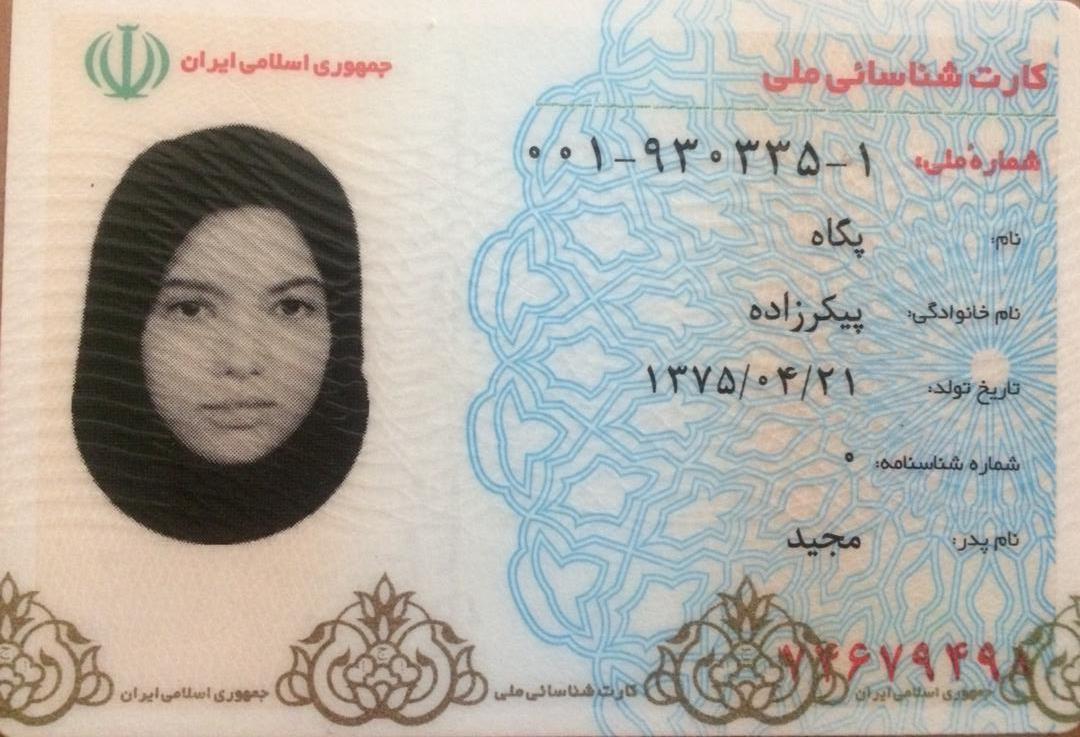 جمهوری اسلامی ایران
کارت شناسائی ملی
شمارهٔ ملی: ۰۰۱-۹۳۰۳۳۵-۱
نام: پگاه
نام خانوادگی: پیکرزاده
تاریخ تولد: ۱۳۷۵/۰۴/۲۱
شماره شناسنامه: ۰
نام پدر: مجید
۷۴۶۷۹۴۹۸
جمهوری اسلامی ایران کارت شناسائی ملی جمهوری اسلامی ایران